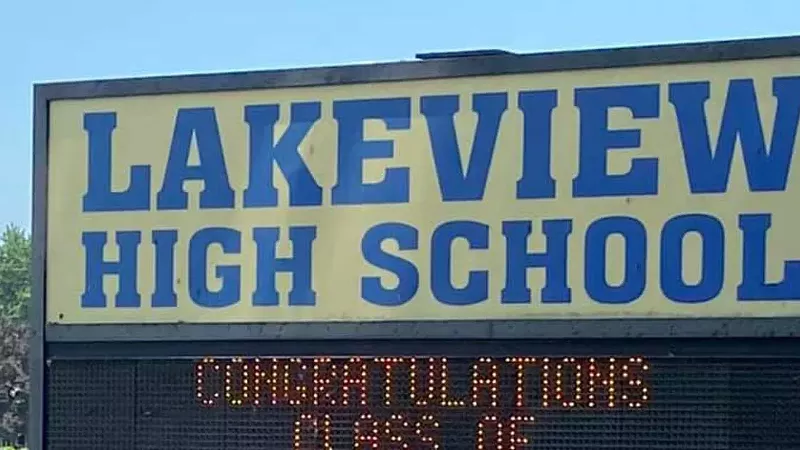 LAKEVIEW
HIGH SCHOOL
CONGRATULATIONS
CLASS OF